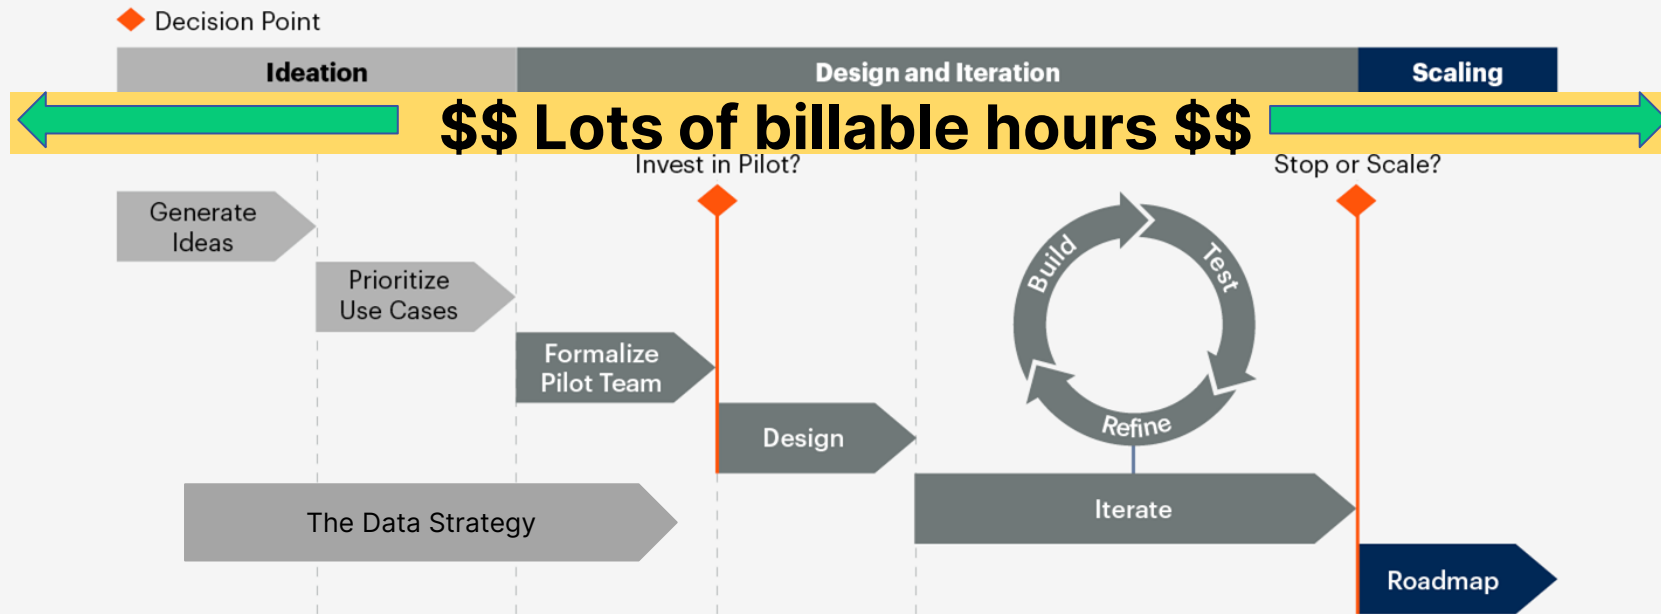 Decision Point
Ideation
Design and Iteration
Scaling
$$ Lots of billable hours $$
Invest in Pilot?
Stop or Scale?
Generate
Ideas
Prioritize
Use Cases
Formalize
Pilot Team
Design
Build
Test
Refine
The Data Strategy
Iterate
Roadmap